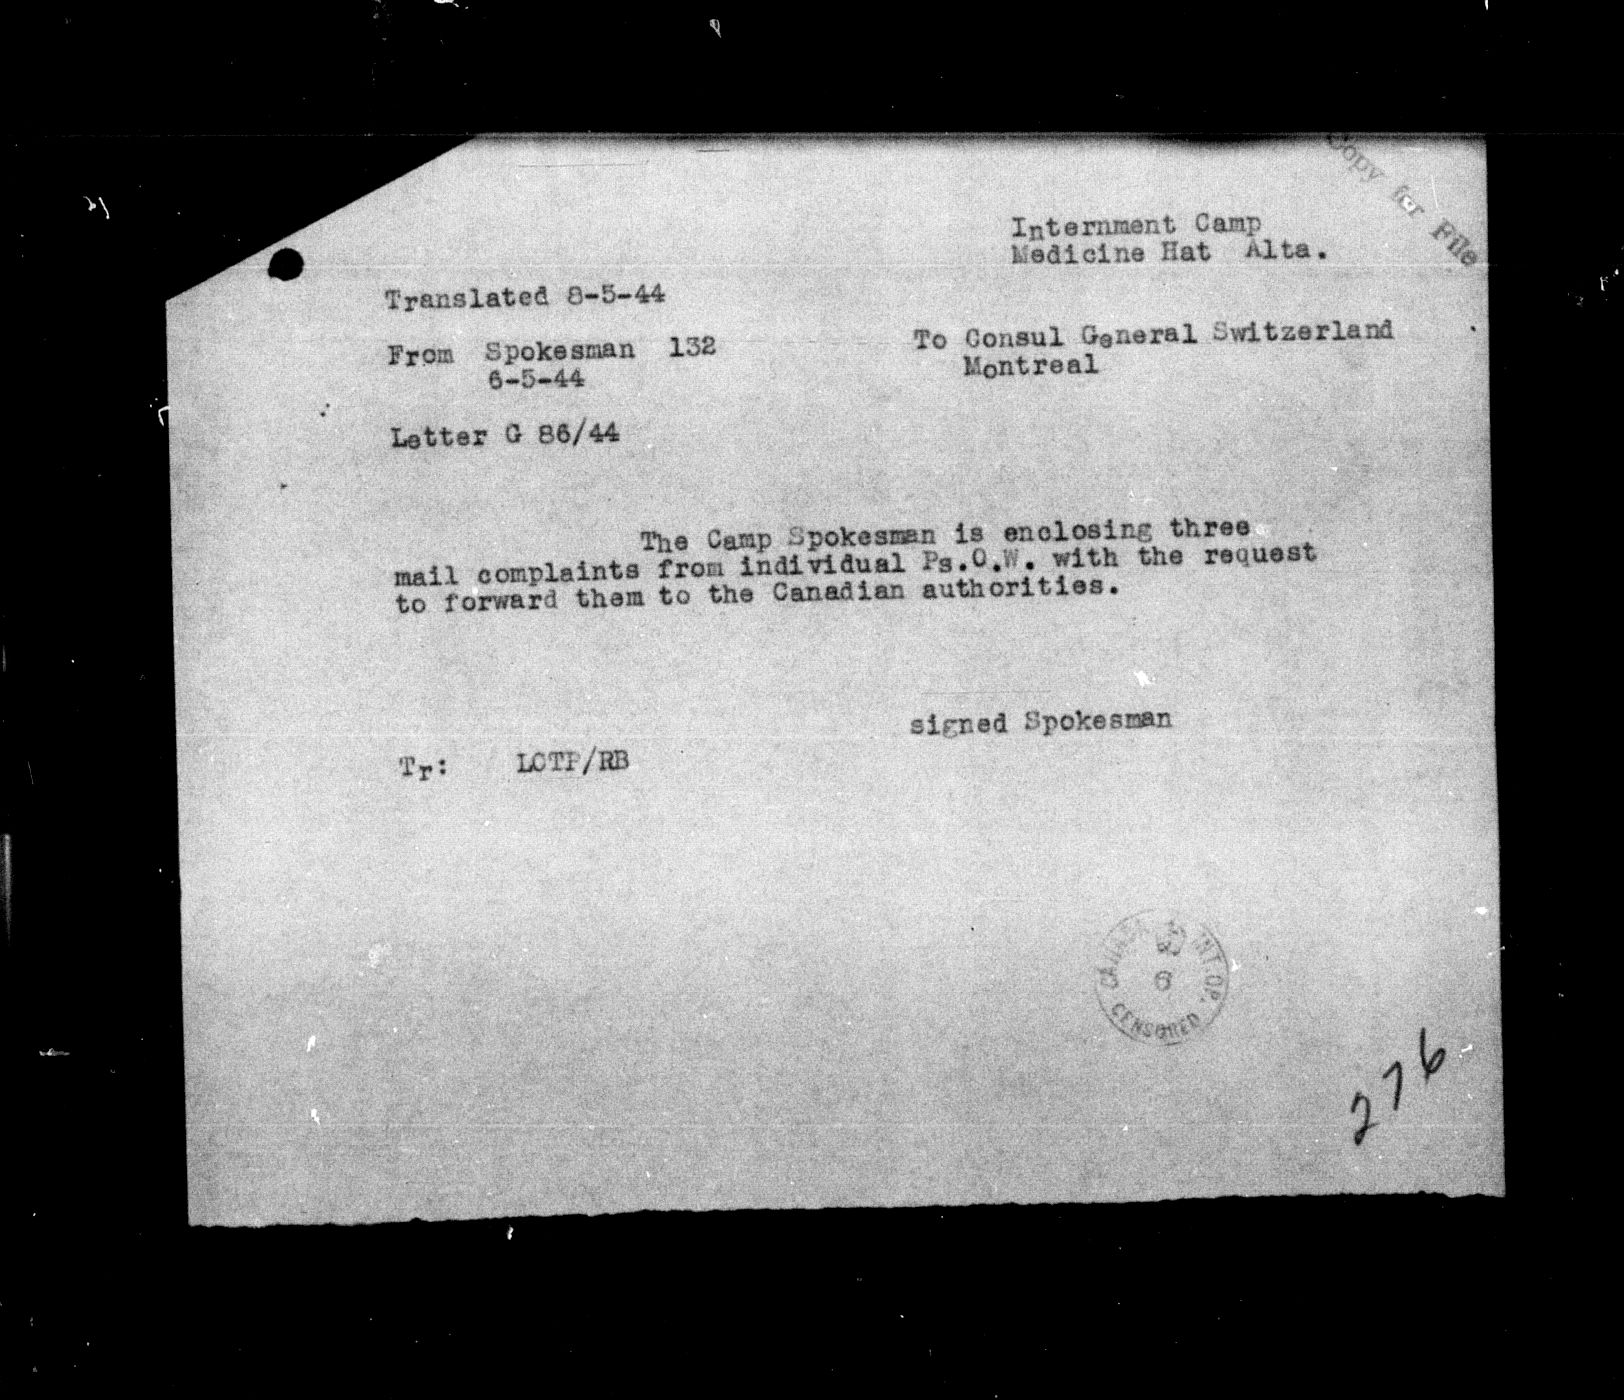 Copy for File
Internment Camp
Medicine Hat Alta.
Translated 8-5-44
From Spokesman 132
6-5-44
To Consul General Switzerland
Montreal
Letter G 86/44
The Camp Spokesman is enclosing three
mail complaints from individual Ps.O.W. with the request
to forward them to the Canadian authorities.
signed Spokesman
Tr: LCTP/RB
INT OP.
6
CENSORED
276